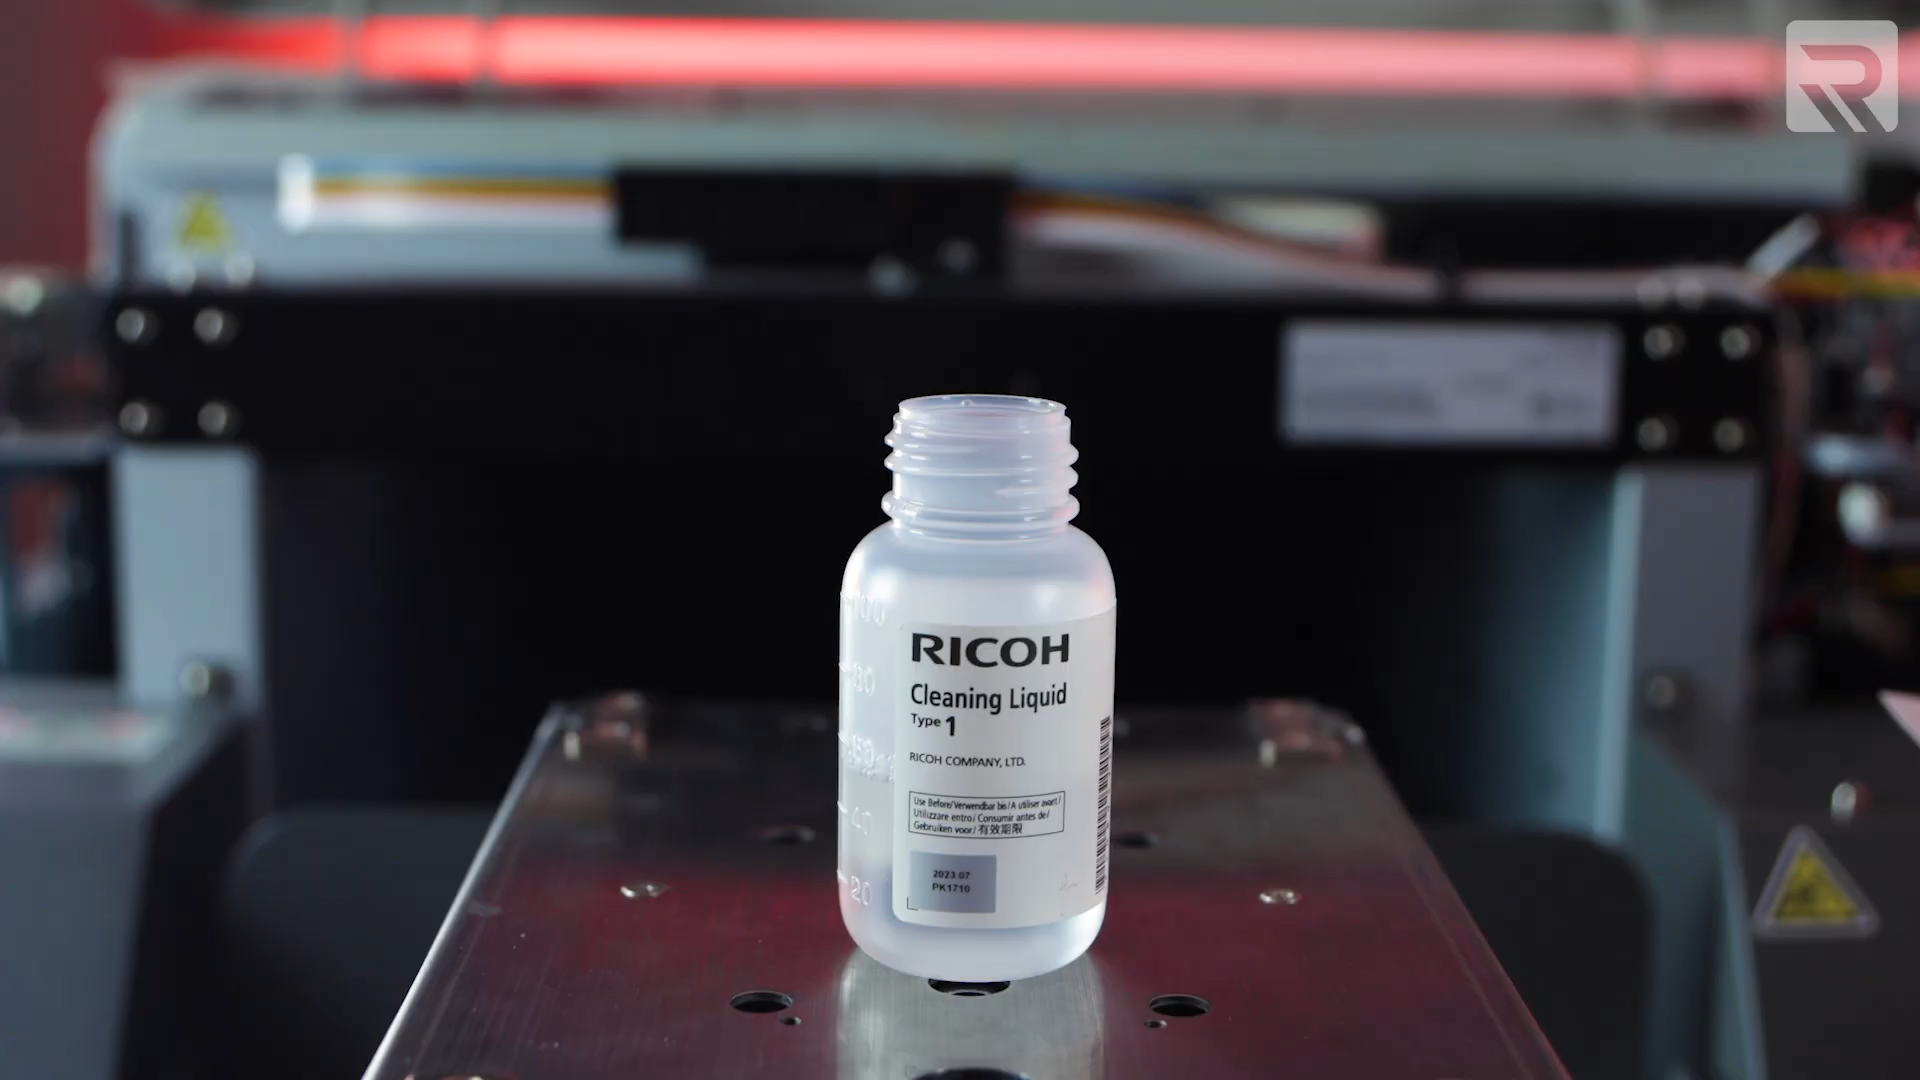 100
80
RICOH
Cleaning Liquid
Type 1
RICOH COMPANY, LTD.
40
Use Before/Verwendbar bis/A utiliser avant/
Utilizzare entro/Consumir antes de/
Gebruiken voor/有效期限
20
2023.07
PK1710